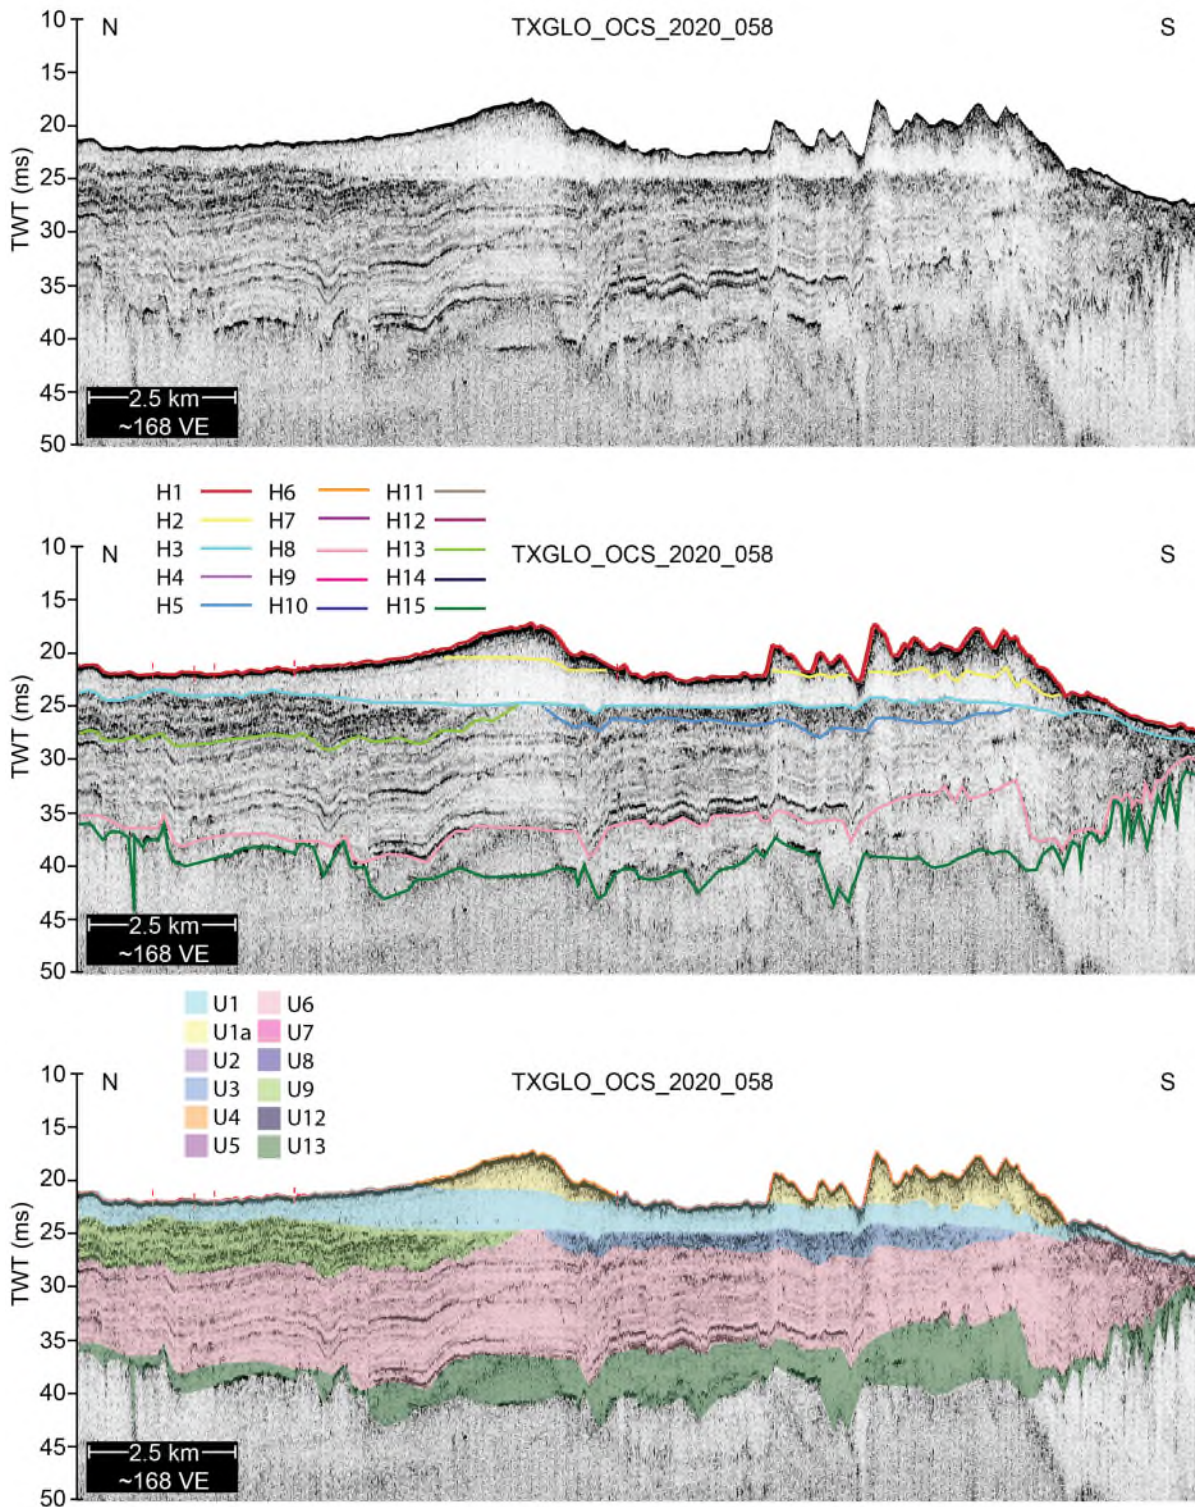 N TXGLO_OCS_2020_058 S
10
15
20
25
30
35
40
45
50
TWT (ms)
2.5 km
~168 VE
H1 H6 H11
H2 H7 H12
H3 H8 H13
H4 H9 H14
H5 H10 H15
N TXGLO_OCS_2020_058 S
10
15
20
25
30
35
40
45
50
TWT (ms)
2.5 km
~168 VE
U1 U6
U1a U7
U2 U8
U3 U9
U4 U12
U5 U13
N TXGLO_OCS_2020_058 S
10
15
20
25
30
35
40
45
50
TWT (ms)
2.5 km
~168 VE